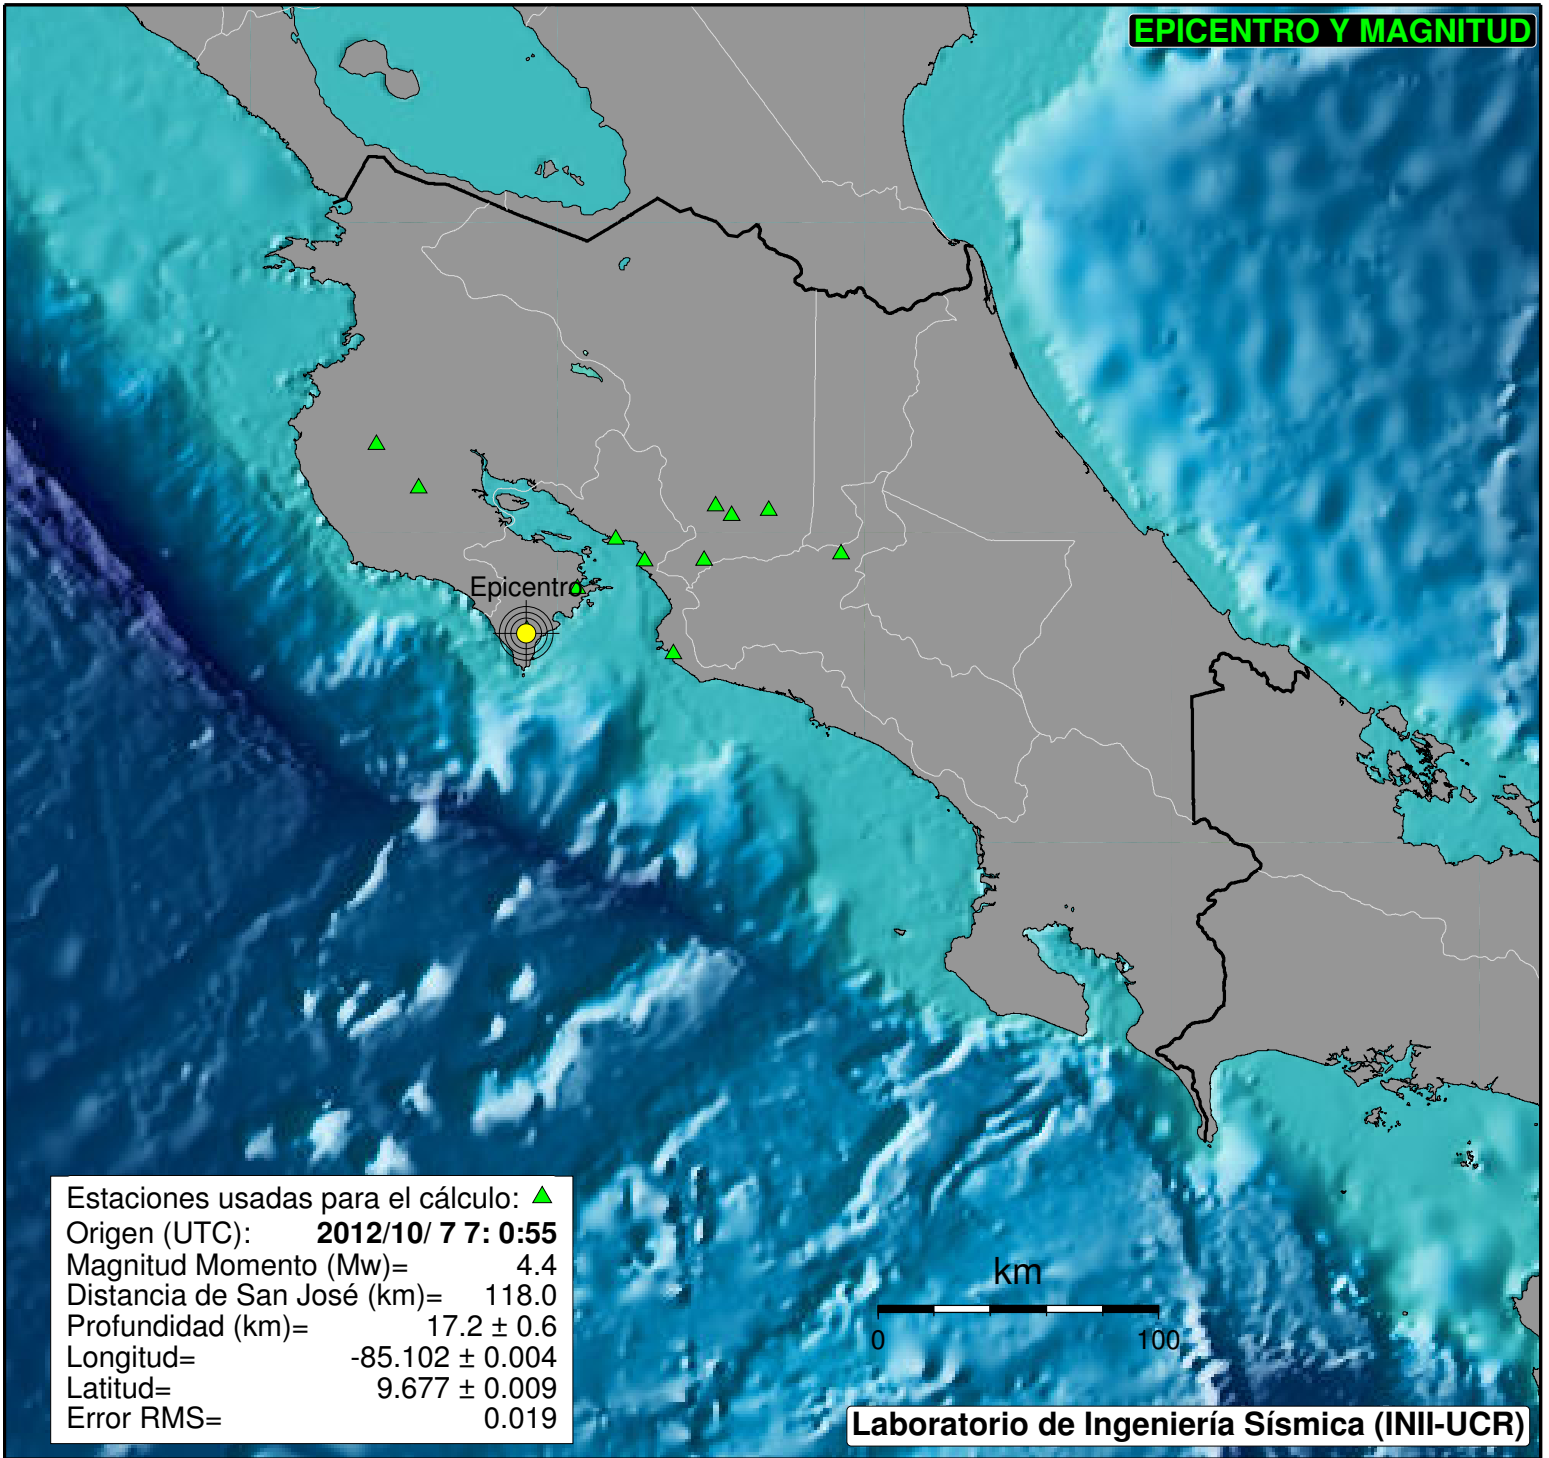 EPICENTRO Y MAGNITUD
Epicentro
Estaciones usadas para el cálculo:
Origen (UTC): 2012/10/ 7 7: 0:55
Magnitud Momento (Mw)= 4.4
Distancia de San José (km)= 118.0
Profundidad (km)= 17.2 ± 0.6
Longitud= -85.102 ± 0.004
Latitud= 9.677 ± 0.009
Error RMS= 0.019
km
0 100
Laboratorio de Ingeniería Sísmica (INII-UCR)